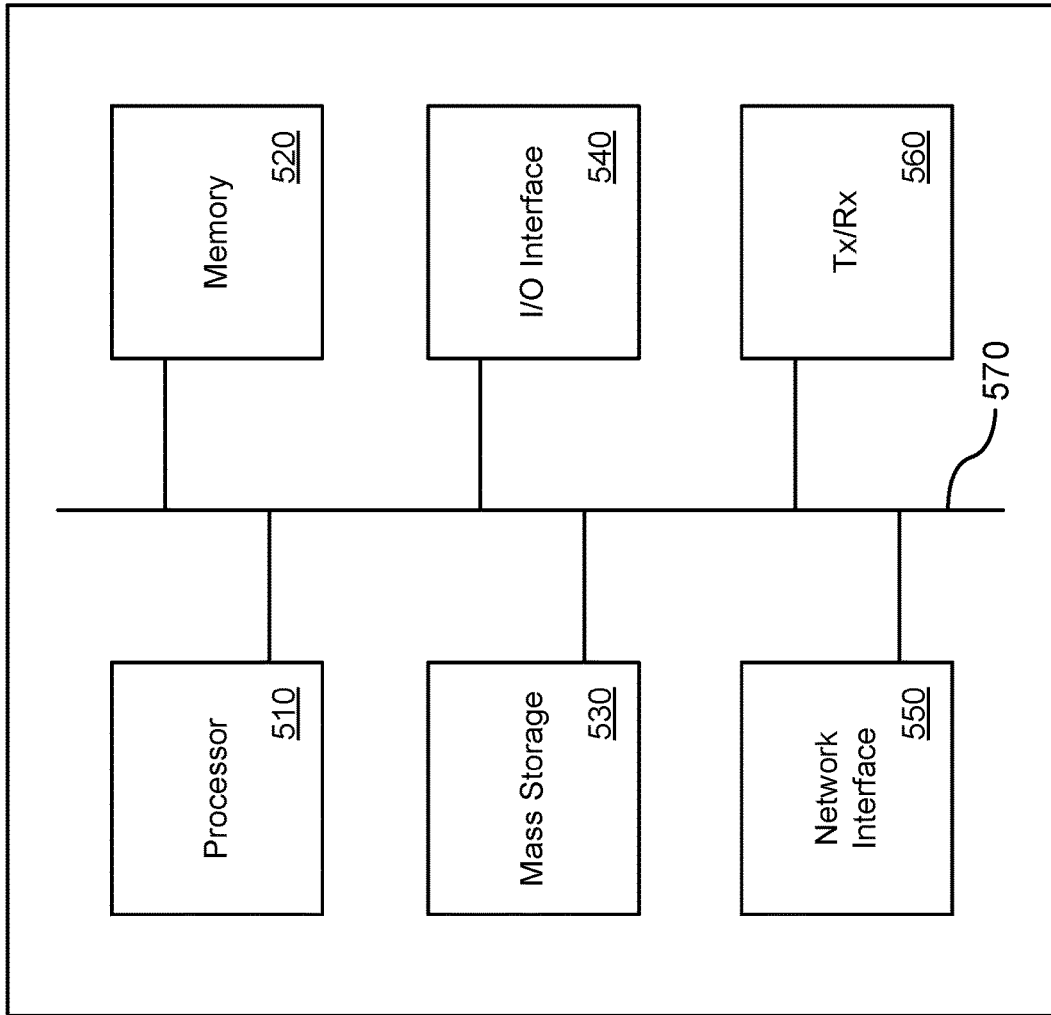 Processor
510
Memory
520
Mass Storage
530
I/O Interface
540
Network
Interface
550
Tx/Rx
560
570